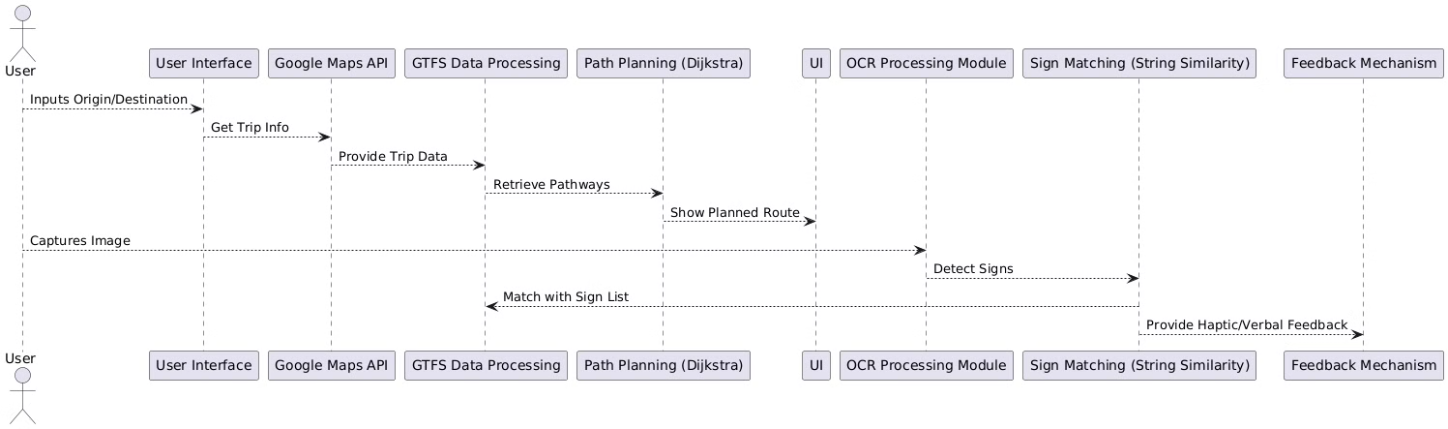 User
User Interface
Google Maps API
GTFS Data Processing
Path Planning (Dijkstra)
UI
OCR Processing Module
Sign Matching (String Similarity)
Feedback Mechanism
Inputs Origin/Destination
Get Trip Info
Provide Trip Data
Retrieve Pathways
Show Planned Route
Captures Image
Detect Signs
Match with Sign List
Provide Haptic/Verbal Feedback
User
User Interface
Google Maps API
GTFS Data Processing
Path Planning (Dijkstra)
UI
OCR Processing Module
Sign Matching (String Similarity)
Feedback Mechanism